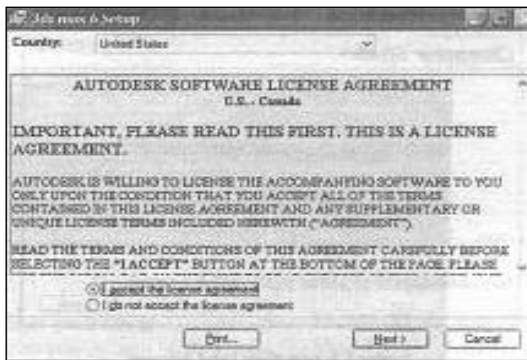 3ds max 6 Setup
Country: United States
AUTODESK SOFTWARE LICENSE AGREEMENT
U.S. - Canada
IMPORTANT, PLEASE READ THIS FIRST. THIS IS A LICENSE
AGREEMENT.
AUTODESK IS WILLING TO LICENSE THE ACCOMPANYING SOFTWARE TO YOU
ONLY UPON THE CONDITION THAT YOU ACCEPT ALL OF THE TERMS
CONTAINED IN THIS LICENSE AGREEMENT AND ANY SUPPLEMENTARY OR
UNIQUE LICENSE TERMS INCLUDED HEREWITH ("AGREEMENT").
READ THE TERMS AND CONDITIONS OF THIS AGREEMENT CAREFULLY BEFORE
SELECTING THE "I ACCEPT" BUTTON AT THE BOTTOM OF THE PAGE. PLEASE
I accept the license agreement
I do not accept the license agreement
Print... Next > Cancel